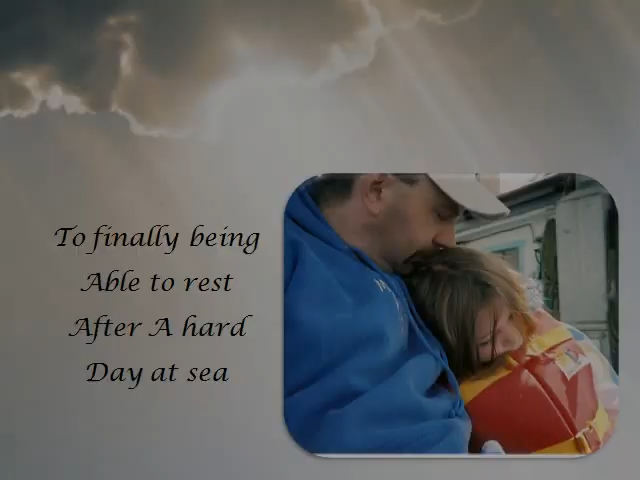 To finally being
Able to rest
After A hard
Day at sea